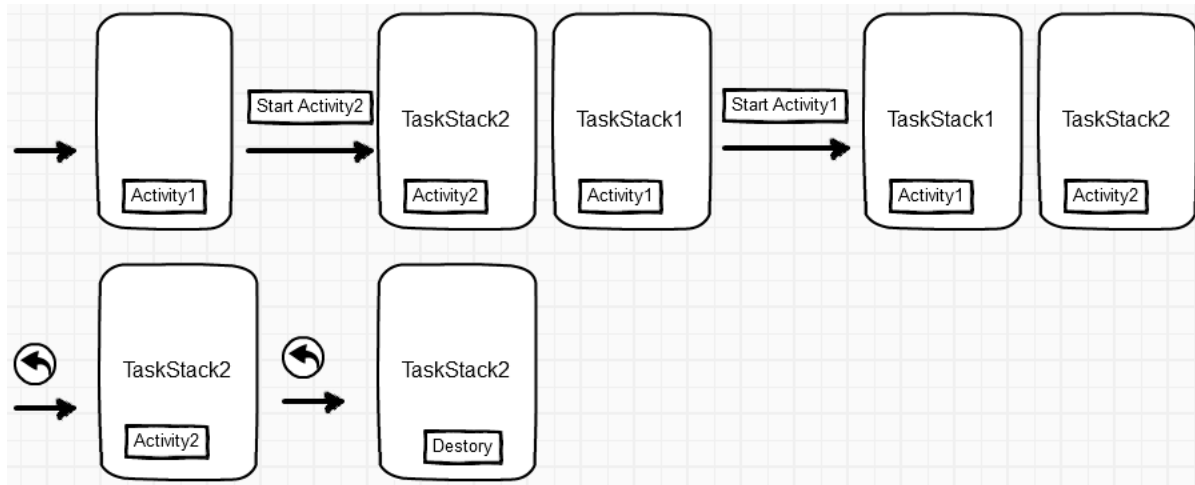 Activity1
Start Activity2
TaskStack2
Activity2
TaskStack1
Activity1
Start Activity1
TaskStack1
Activity1
TaskStack2
Activity2
TaskStack2
Activity2
TaskStack2
Destory